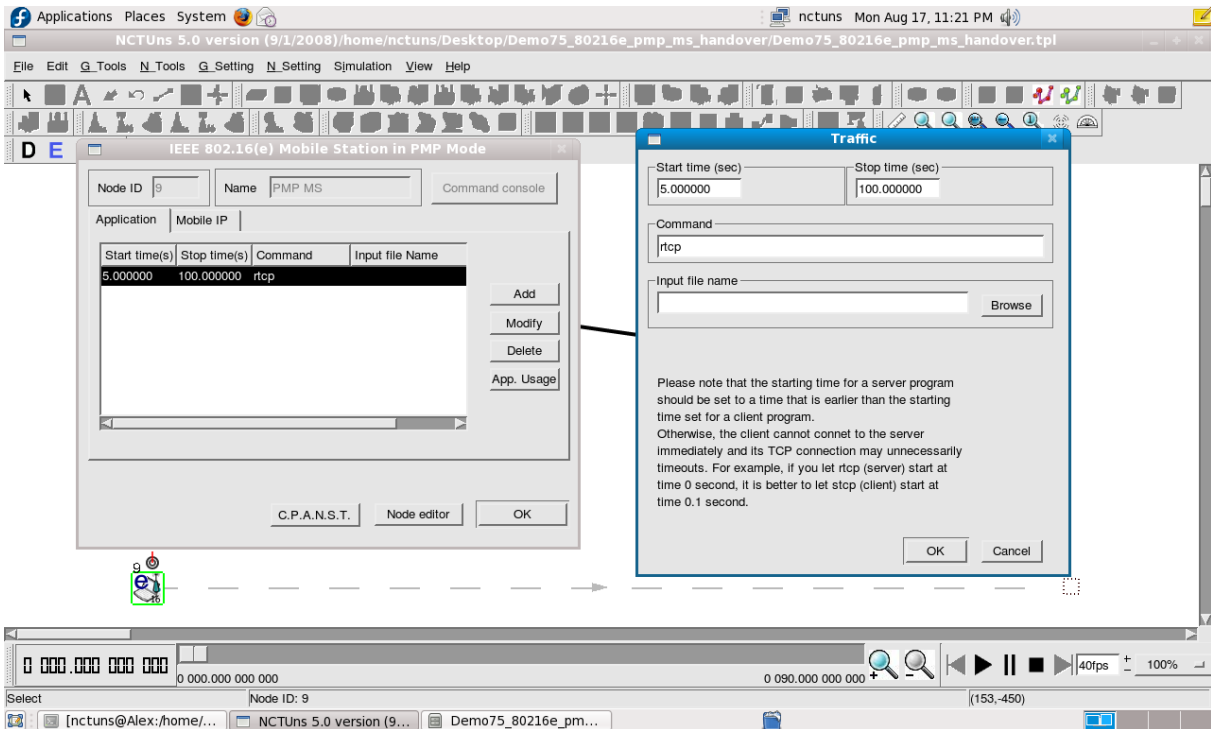 Applications Places System
nctuns Mon Aug 17, 11:21 PM
NCTUns 5.0 version (9/1/2008)/home/nctuns/Desktop/Demo75_80216e_pmp_ms_handover/Demo75_80216e_pmp_ms_handover.tpl
File Edit G_Tools N_Tools G_Setting N_Setting Simulation View Help
D E
IEEE 802.16(e) Mobile Station in PMP Mode
Node ID 9 Name PMP MS Command console
Application Mobile IP
Start time(s) Stop time(s) Command Input file Name
5.000000 100.000000 rtcp
Add
Modify
Delete
App. Usage
C.P.A.N.S.T. Node editor OK
Traffic
Start time (sec) Stop time (sec)
5.000000 100.000000
Command
rtcp
Input file name
Browse
Please note that the starting time for a server program
should be set to a time that is earlier than the starting
time set for a client program.
Otherwise, the client cannot connet to the server
immediately and its TCP connection may unnecessarily
timeouts. For example, if you let rtcp (server) start at
time 0 second, it is better to let stcp (client) start at
time 0.1 second.
OK Cancel
9
e
16
0 000.000 000 000
0 000.000 000 000
0 090.000 000 000
40fps
100%
Select Node ID: 9 (153,-450)
[nctuns@Alex:/home/... NCTUns 5.0 version (9... Demo75_80216e_pm...